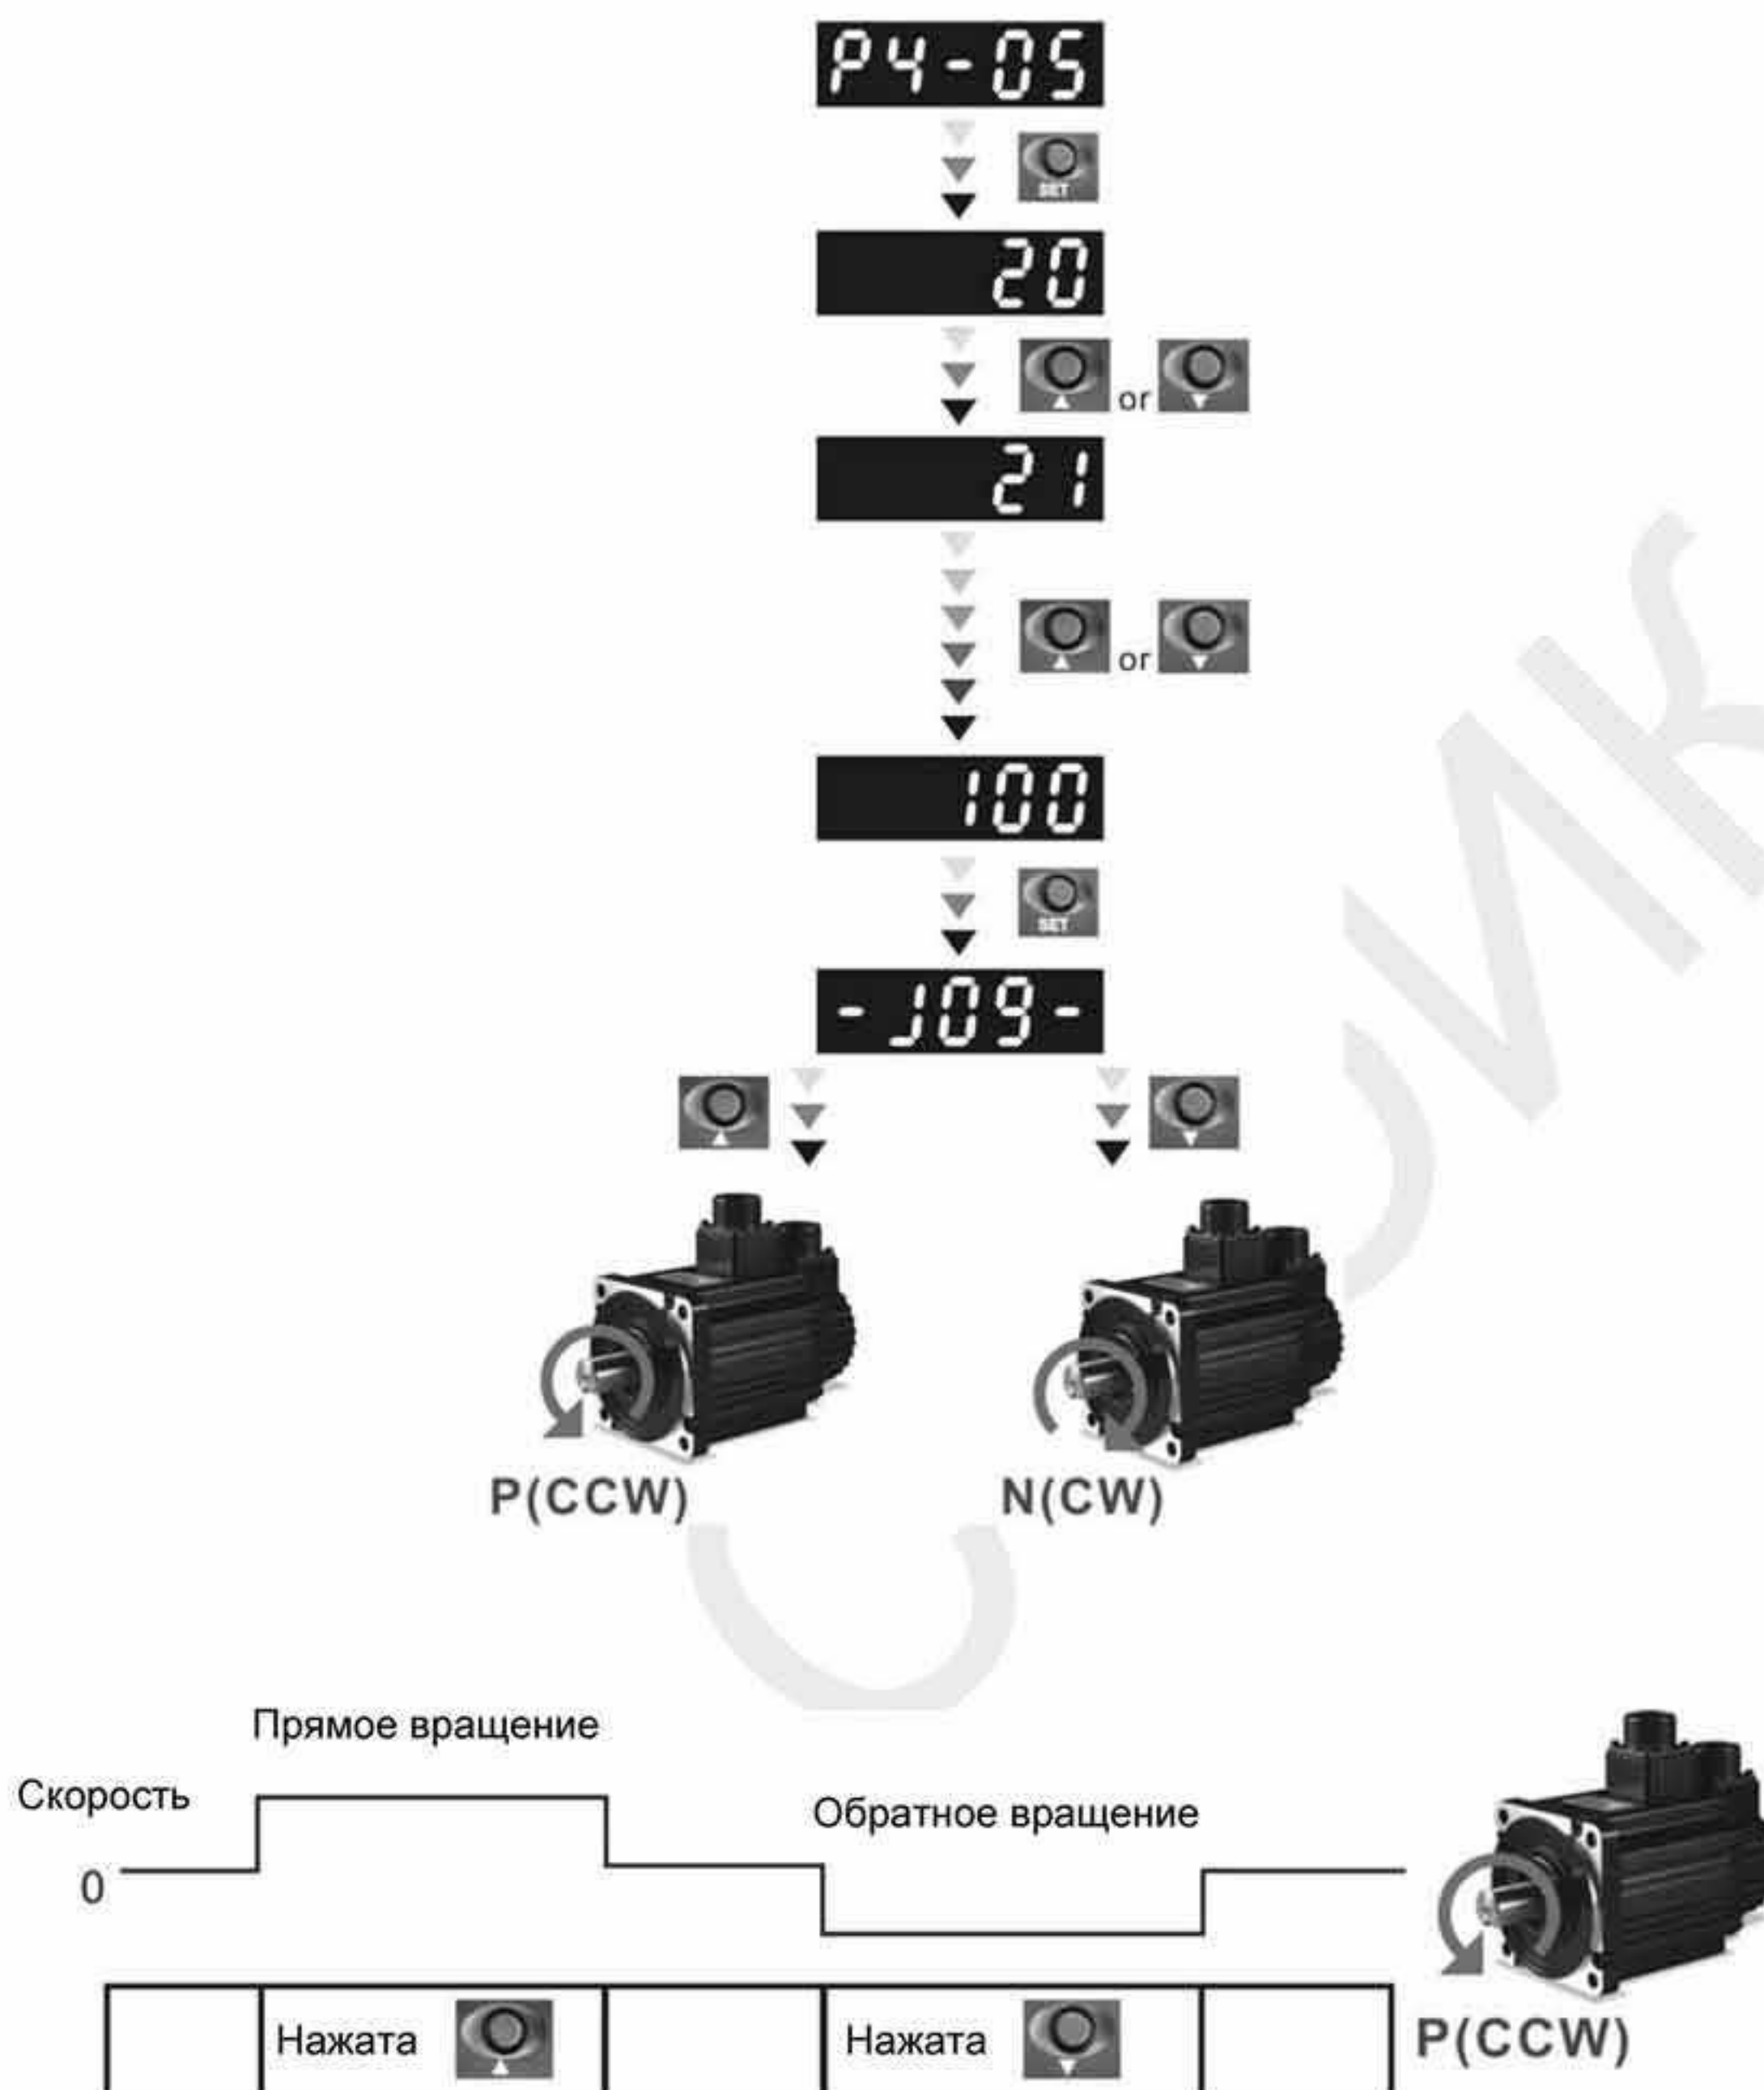 P4-05
SET
20
or
21
or
100
SET
-JOG-
P(CCW) N(CW)
Прямое вращение
Скорость
Обратное вращение
0
Нажата Нажата
P(CCW)